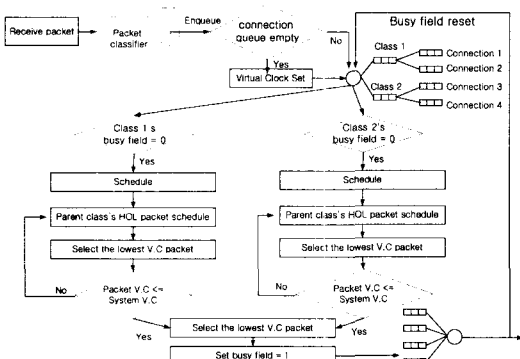 Receive packet
Packet
classifier
Enqueue
connection
queue empty
No
Busy field reset
Class 1
Connection 1
Connection 2
Yes
Virtual Clock Set
Class 2
Connection 3
Connection 4
Class 1 s
busy field = 0
Class 2's
busy field = 0
Yes
Yes
Schedule
Schedule
Parent class's HOL packet schedule
Parent class's HOL packet schedule
Select the lowest V.C packet
Select the lowest V.C packet
No
Packet V.C <=
System V.C
No
Packet V.C <=
System V.C
Yes
Select the lowest V.C packet
Yes
Set busy field = 1